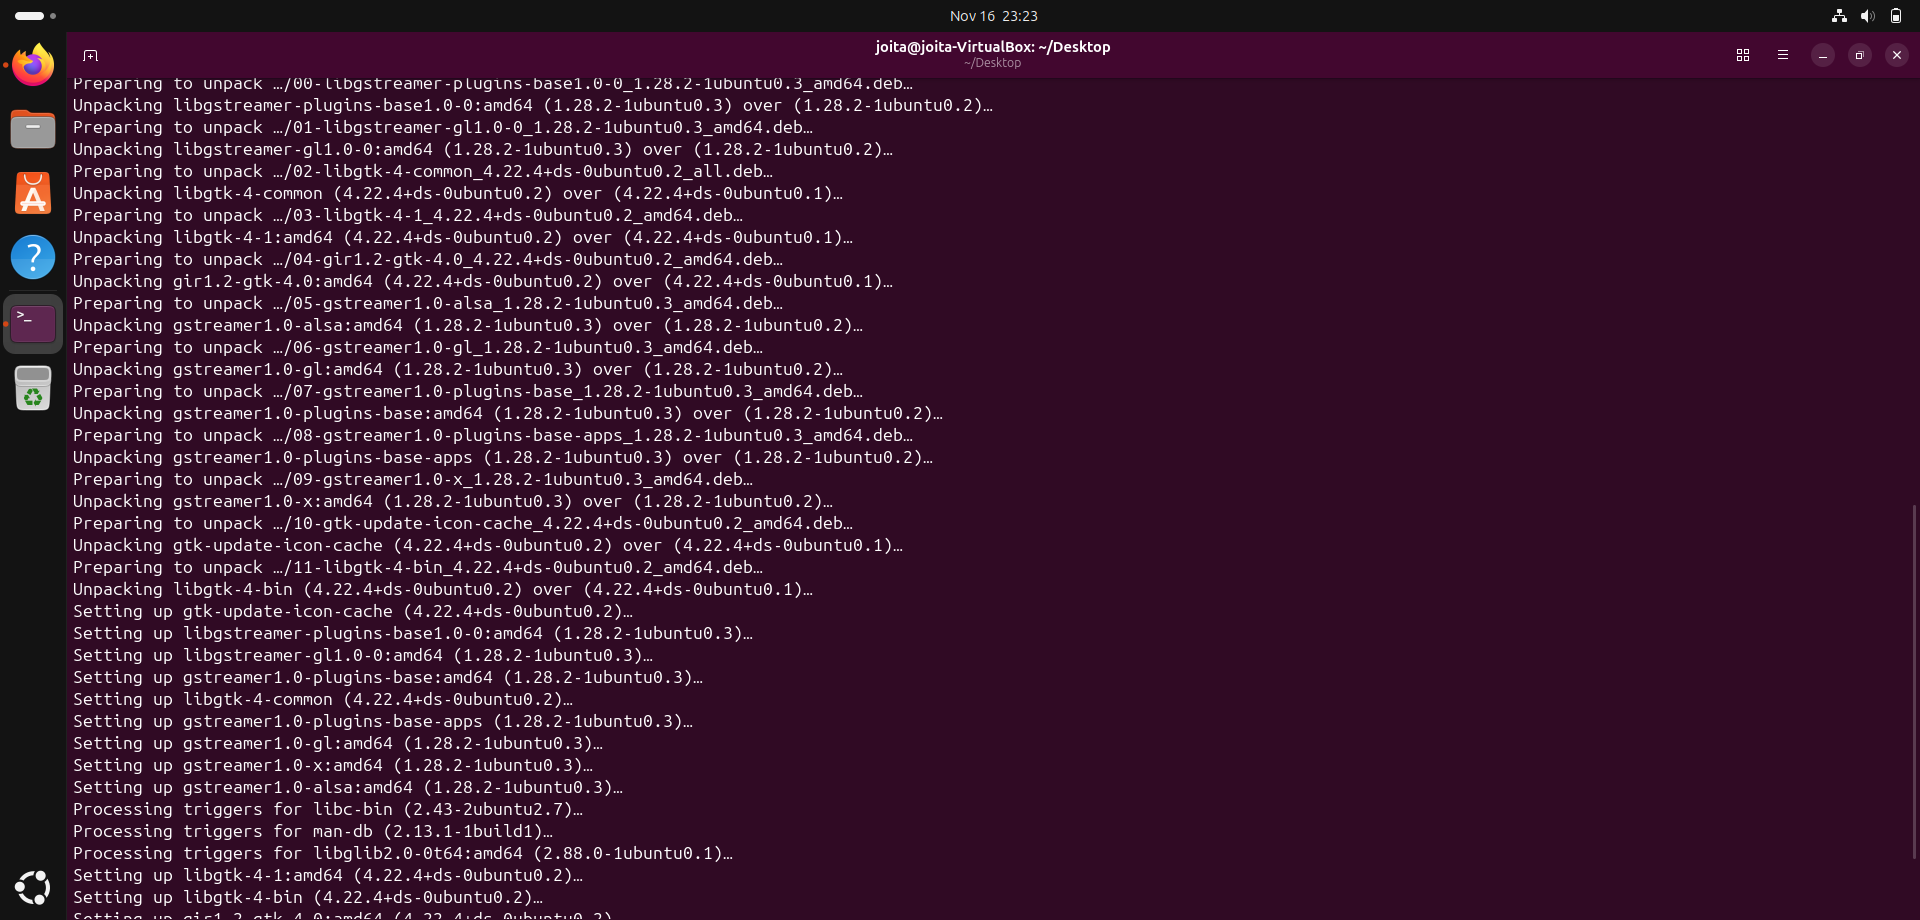 Nov 16 23:23
joita@joita-VirtualBox: ~/Desktop
~/Desktop
Preparing to unpack …/00-libgstreamer-plugins-base1.0-0_1.28.2-1ubuntu0.3_amd64.deb…
Unpacking libgstreamer-plugins-base1.0-0:amd64 (1.28.2-1ubuntu0.3) over (1.28.2-1ubuntu0.2)…
Preparing to unpack …/01-libgstreamer-gl1.0-0_1.28.2-1ubuntu0.3_amd64.deb…
Unpacking libgstreamer-gl1.0-0:amd64 (1.28.2-1ubuntu0.3) over (1.28.2-1ubuntu0.2)…
Preparing to unpack …/02-libgtk-4-common_4.22.4+ds-0ubuntu0.2_all.deb…
Unpacking libgtk-4-common (4.22.4+ds-0ubuntu0.2) over (4.22.4+ds-0ubuntu0.1)…
Preparing to unpack …/03-libgtk-4-1_4.22.4+ds-0ubuntu0.2_amd64.deb…
Unpacking libgtk-4-1:amd64 (4.22.4+ds-0ubuntu0.2) over (4.22.4+ds-0ubuntu0.1)…
Preparing to unpack …/04-gir1.2-gtk-4.0_4.22.4+ds-0ubuntu0.2_amd64.deb…
Unpacking gir1.2-gtk-4.0:amd64 (4.22.4+ds-0ubuntu0.2) over (4.22.4+ds-0ubuntu0.1)…
Preparing to unpack …/05-gstreamer1.0-alsa_1.28.2-1ubuntu0.3_amd64.deb…
Unpacking gstreamer1.0-alsa:amd64 (1.28.2-1ubuntu0.3) over (1.28.2-1ubuntu0.2)…
Preparing to unpack …/06-gstreamer1.0-gl_1.28.2-1ubuntu0.3_amd64.deb…
Unpacking gstreamer1.0-gl:amd64 (1.28.2-1ubuntu0.3) over (1.28.2-1ubuntu0.2)…
Preparing to unpack …/07-gstreamer1.0-plugins-base_1.28.2-1ubuntu0.3_amd64.deb…
Unpacking gstreamer1.0-plugins-base:amd64 (1.28.2-1ubuntu0.3) over (1.28.2-1ubuntu0.2)…
Preparing to unpack …/08-gstreamer1.0-plugins-base-apps_1.28.2-1ubuntu0.3_amd64.deb…
Unpacking gstreamer1.0-plugins-base-apps (1.28.2-1ubuntu0.3) over (1.28.2-1ubuntu0.2)…
Preparing to unpack …/09-gstreamer1.0-x_1.28.2-1ubuntu0.3_amd64.deb…
Unpacking gstreamer1.0-x:amd64 (1.28.2-1ubuntu0.3) over (1.28.2-1ubuntu0.2)…
Preparing to unpack …/10-gtk-update-icon-cache_4.22.4+ds-0ubuntu0.2_amd64.deb…
Unpacking gtk-update-icon-cache (4.22.4+ds-0ubuntu0.2) over (4.22.4+ds-0ubuntu0.1)…
Preparing to unpack …/11-libgtk-4-bin_4.22.4+ds-0ubuntu0.2_amd64.deb…
Unpacking libgtk-4-bin (4.22.4+ds-0ubuntu0.2) over (4.22.4+ds-0ubuntu0.1)…
Setting up gtk-update-icon-cache (4.22.4+ds-0ubuntu0.2)…
Setting up libgstreamer-plugins-base1.0-0:amd64 (1.28.2-1ubuntu0.3)…
Setting up libgstreamer-gl1.0-0:amd64 (1.28.2-1ubuntu0.3)…
Setting up gstreamer1.0-plugins-base:amd64 (1.28.2-1ubuntu0.3)…
Setting up libgtk-4-common (4.22.4+ds-0ubuntu0.2)…
Setting up gstreamer1.0-plugins-base-apps (1.28.2-1ubuntu0.3)…
Setting up gstreamer1.0-gl:amd64 (1.28.2-1ubuntu0.3)…
Setting up gstreamer1.0-x:amd64 (1.28.2-1ubuntu0.3)…
Setting up gstreamer1.0-alsa:amd64 (1.28.2-1ubuntu0.3)…
Processing triggers for libc-bin (2.43-2ubuntu2.7)…
Processing triggers for man-db (2.13.1-1build1)…
Processing triggers for libglib2.0-0t64:amd64 (2.88.0-1ubuntu0.1)…
Setting up libgtk-4-1:amd64 (4.22.4+ds-0ubuntu0.2)…
Setting up libgtk-4-bin (4.22.4+ds-0ubuntu0.2)…
Setting up gir1.2-gtk-4.0:amd64 (4.22.4+ds-0ubuntu0.2)